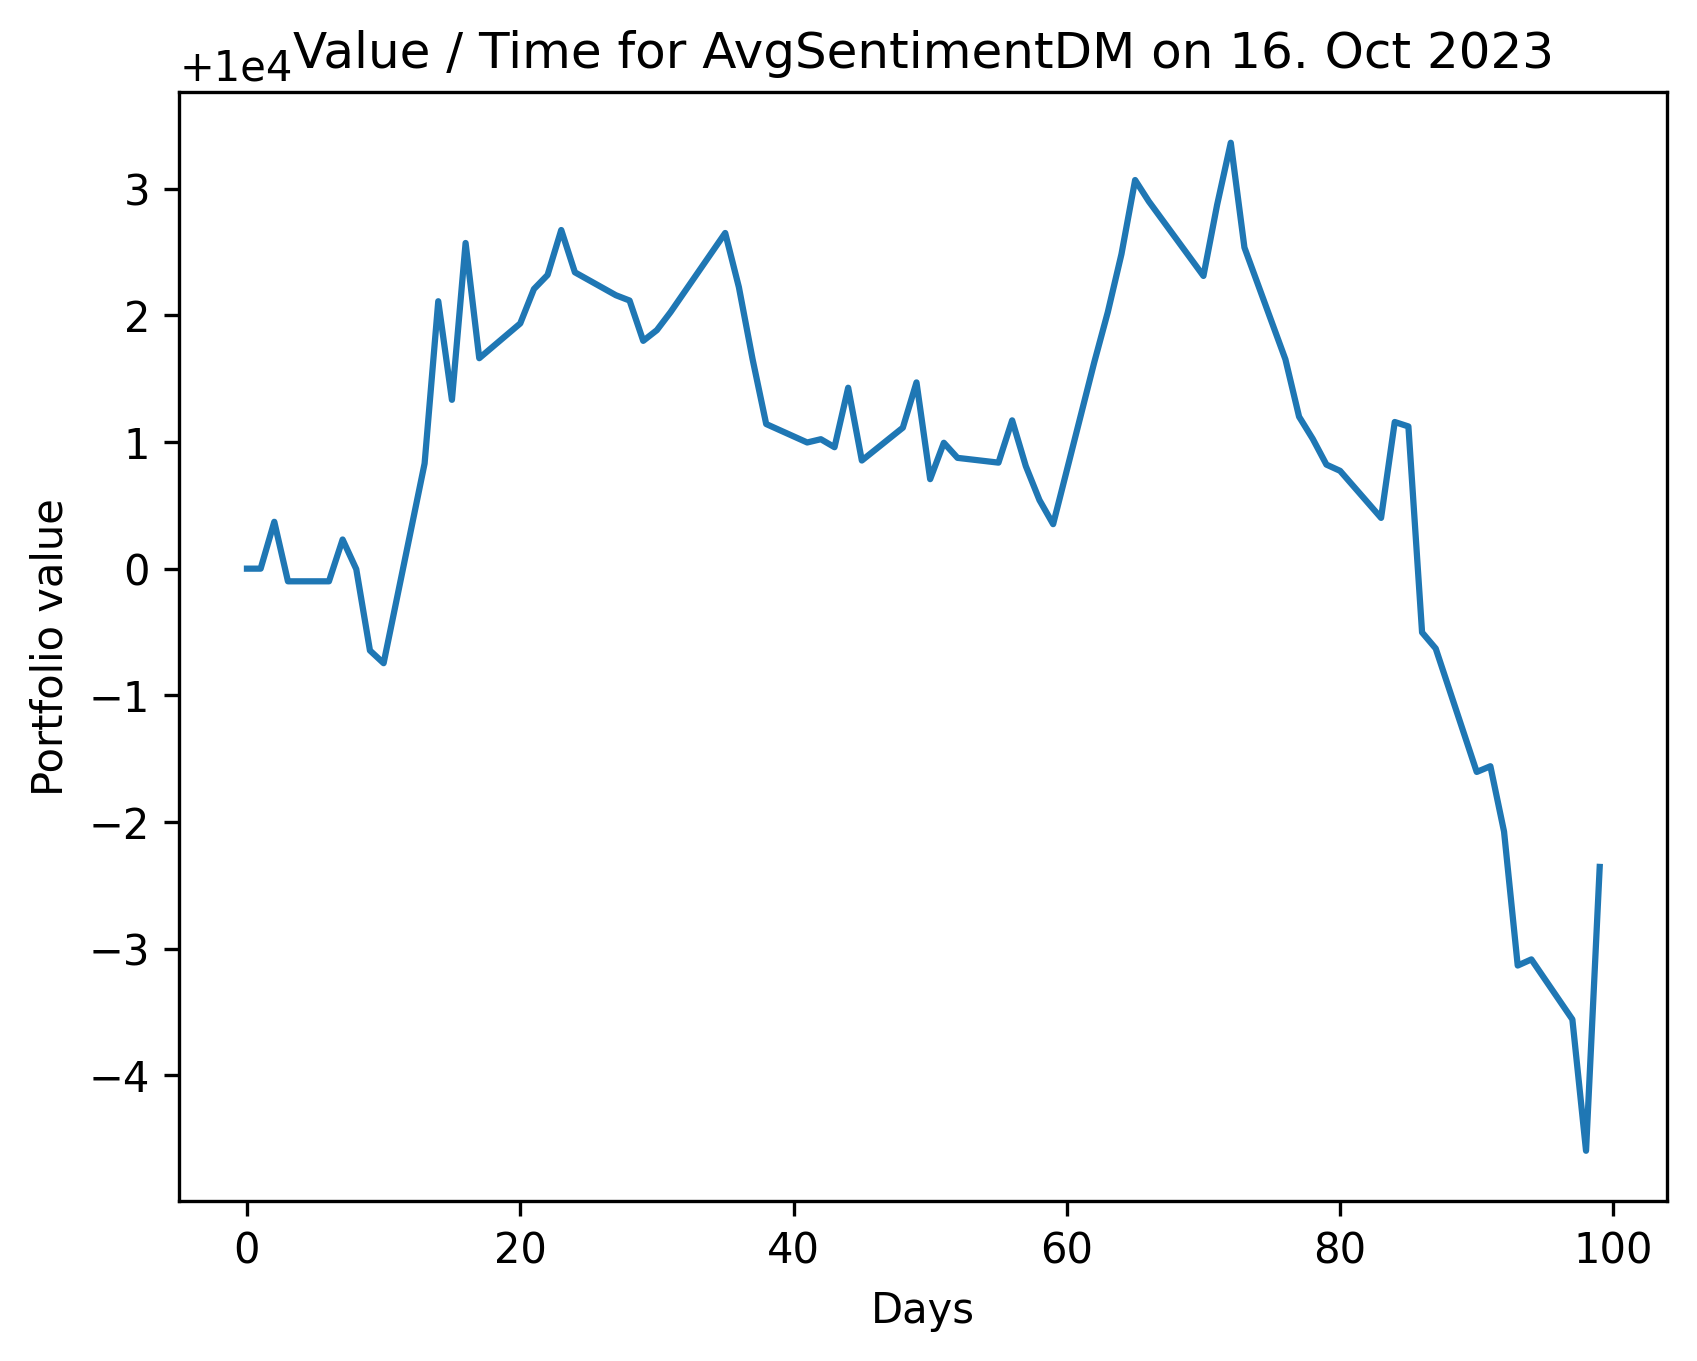 Value / Time for AvgSentimentDM on 16. Oct 2023
+1e4
3
2
1
0
−1
−2
−3
−4
Portfolio value
0 20 40 60 80 100
Days